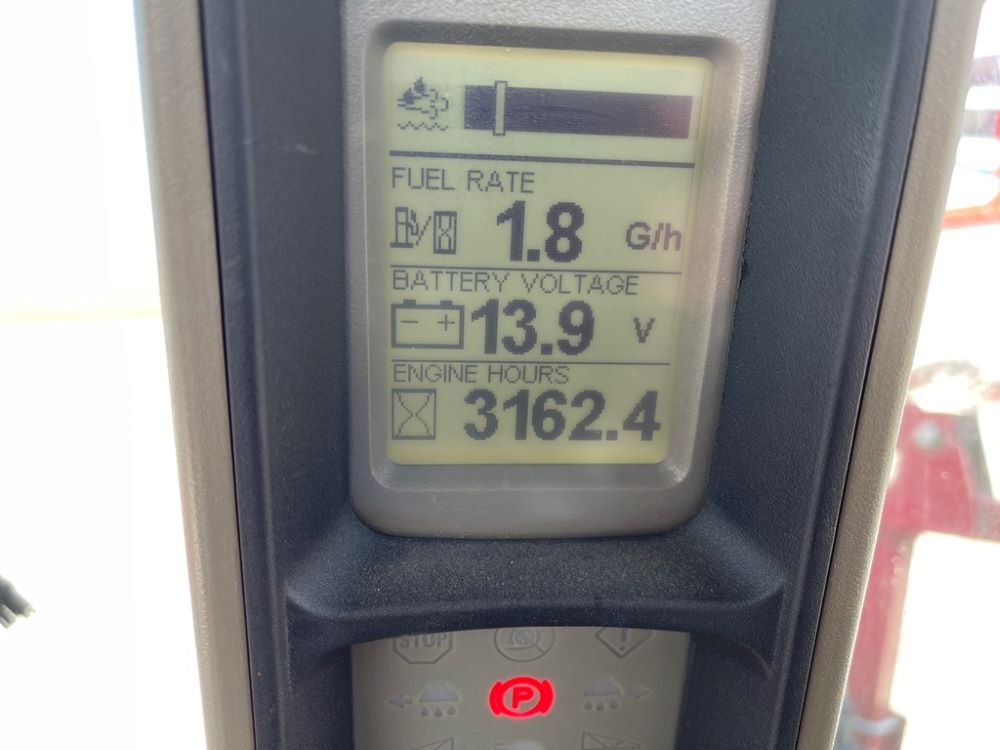 FUEL RATE
1.8 G/h
BATTERY VOLTAGE
13.9 V
ENGINE HOURS
3162.4
STOP
P